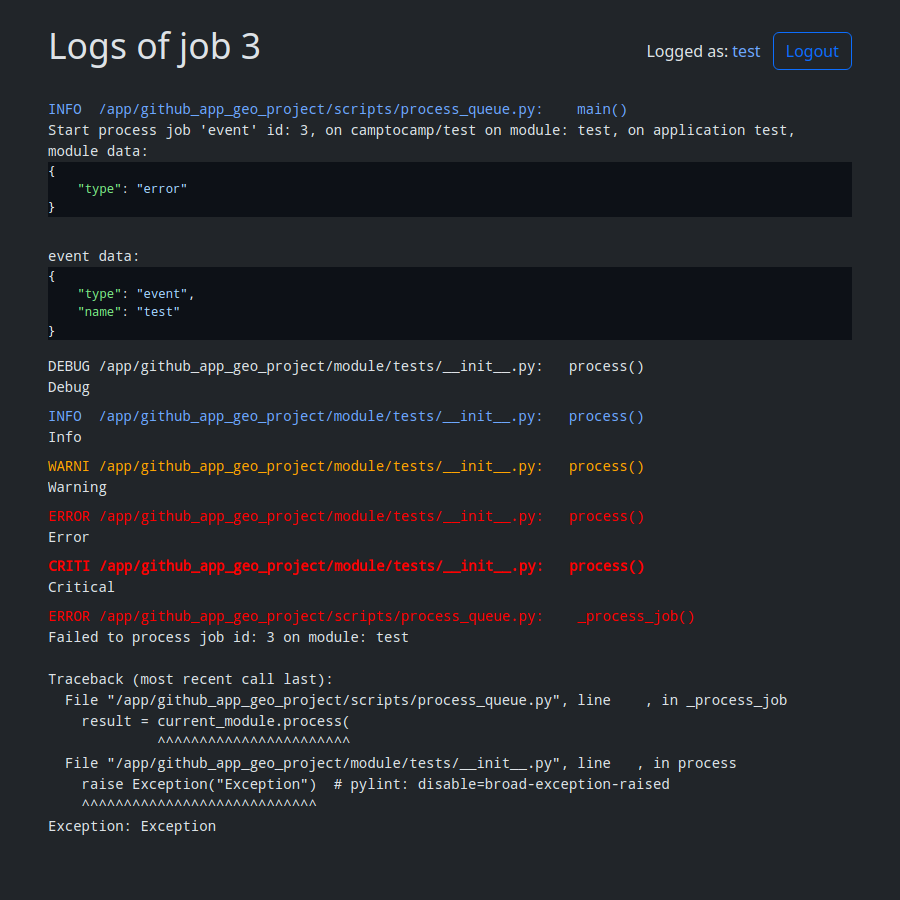 Logs of job 3
Logged as: test Logout
INFO  /app/github_app_geo_project/scripts/process_queue.py:    main()
Start process job 'event' id: 3, on camptocamp/test on module: test, on application test,
module data:
{
    "type": "error"
}
event data:
{
    "type": "event",
    "name": "test"
}
DEBUG /app/github_app_geo_project/module/tests/__init__.py:   process()
Debug
INFO  /app/github_app_geo_project/module/tests/__init__.py:   process()
Info
WARNI /app/github_app_geo_project/module/tests/__init__.py:   process()
Warning
ERROR /app/github_app_geo_project/module/tests/__init__.py:   process()
Error
CRITI /app/github_app_geo_project/module/tests/__init__.py:   process()
Critical
ERROR /app/github_app_geo_project/scripts/process_queue.py:    _process_job()
Failed to process job id: 3 on module: test
Traceback (most recent call last):
  File "/app/github_app_geo_project/scripts/process_queue.py", line    , in _process_job
    result = current_module.process(
             ^^^^^^^^^^^^^^^^^^^^^^^
  File "/app/github_app_geo_project/module/tests/__init__.py", line   , in process
    raise Exception("Exception")  # pylint: disable=broad-exception-raised
    ^^^^^^^^^^^^^^^^^^^^^^^^^^^^
Exception: Exception